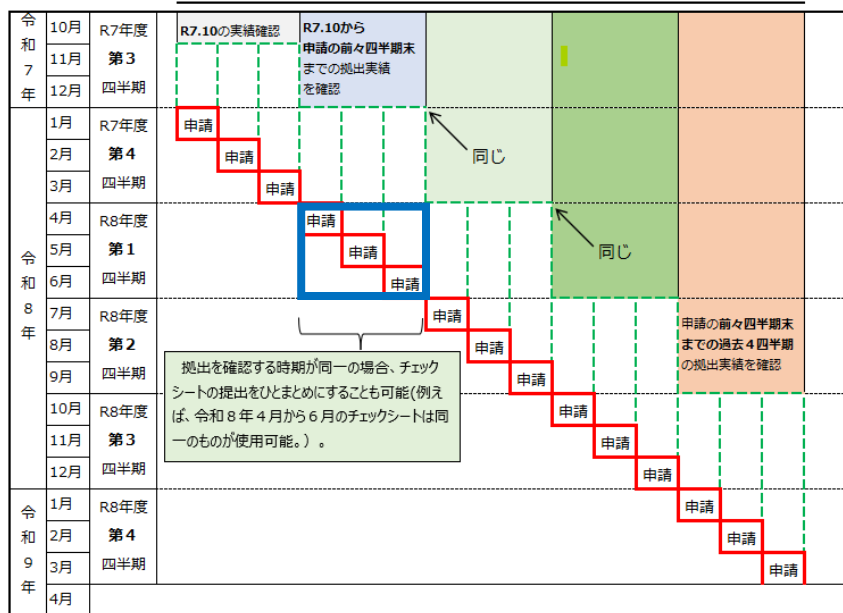 令和7年
10月
11月
12月
R7年度
第3
四半期
R7.10の実績確認
R7.10から
申請の前々四半期末
までの拠出実績
を確認
令和8年
1月
2月
3月
R7年度
第4
四半期
申請
申請
申請
同じ
4月
5月
6月
R8年度
第1
四半期
申請
申請
申請
同じ
7月
8月
9月
R8年度
第2
四半期
申請
申請
申請
申請の前々四半期末
までの過去4四半期
の拠出実績を確認
拠出を確認する時期が同一の場合、チェック
シートの提出をひとまとめにすることも可能(例え
ば、令和8年4月から6月のチェックシートは同
一のものが使用可能。)。
10月
11月
12月
R8年度
第3
四半期
申請
申請
申請
令和9年
1月
2月
3月
R8年度
第4
四半期
申請
申請
申請
4月